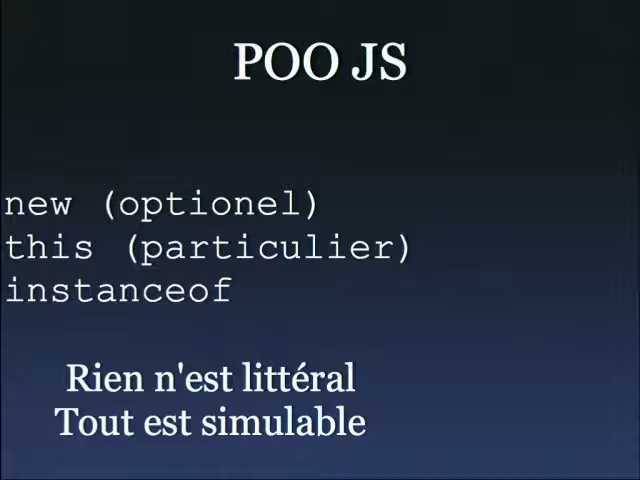 POO JS
new (optionel)
this (particulier)
instanceof
Rien n'est littéral
Tout est simulable